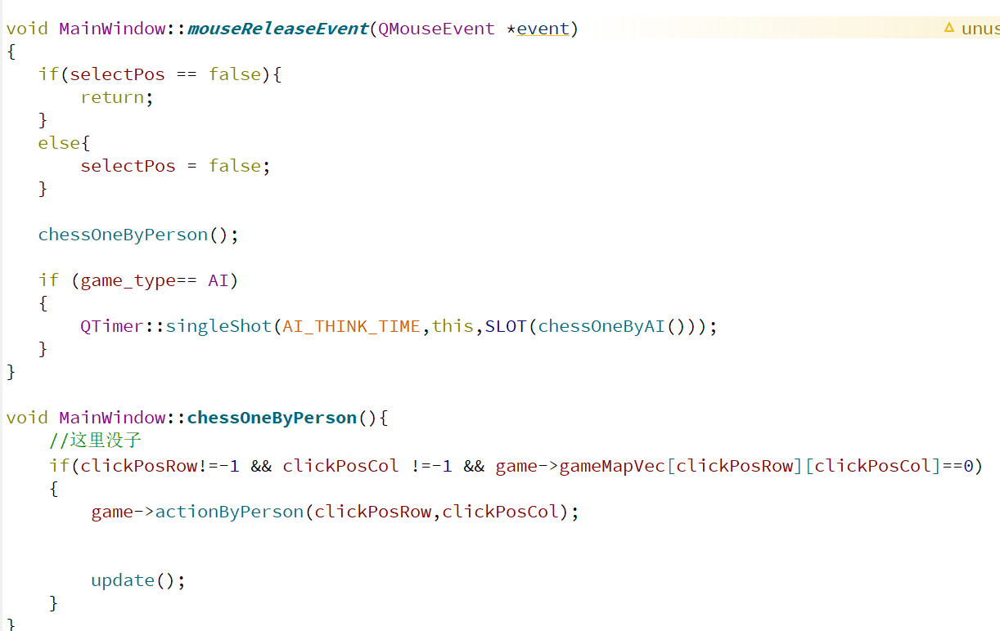 void MainWindow::mouseReleaseEvent(QMouseEvent *event) unus
{
if(selectPos == false){
return;
}
else{
selectPos = false;
}
chessOneByPerson();
if (game_type== AI)
{
QTimer::singleShot(AI_THINK_TIME,this,SLOT(chessOneByAI()));
}
}
void MainWindow::chessOneByPerson(){
//这里没子
if(clickPosRow!=-1 && clickPosCol !=-1 && game->gameMapVec[clickPosRow][clickPosCol]==0)
{
game->actionByPerson(clickPosRow,clickPosCol);
update();
}
}